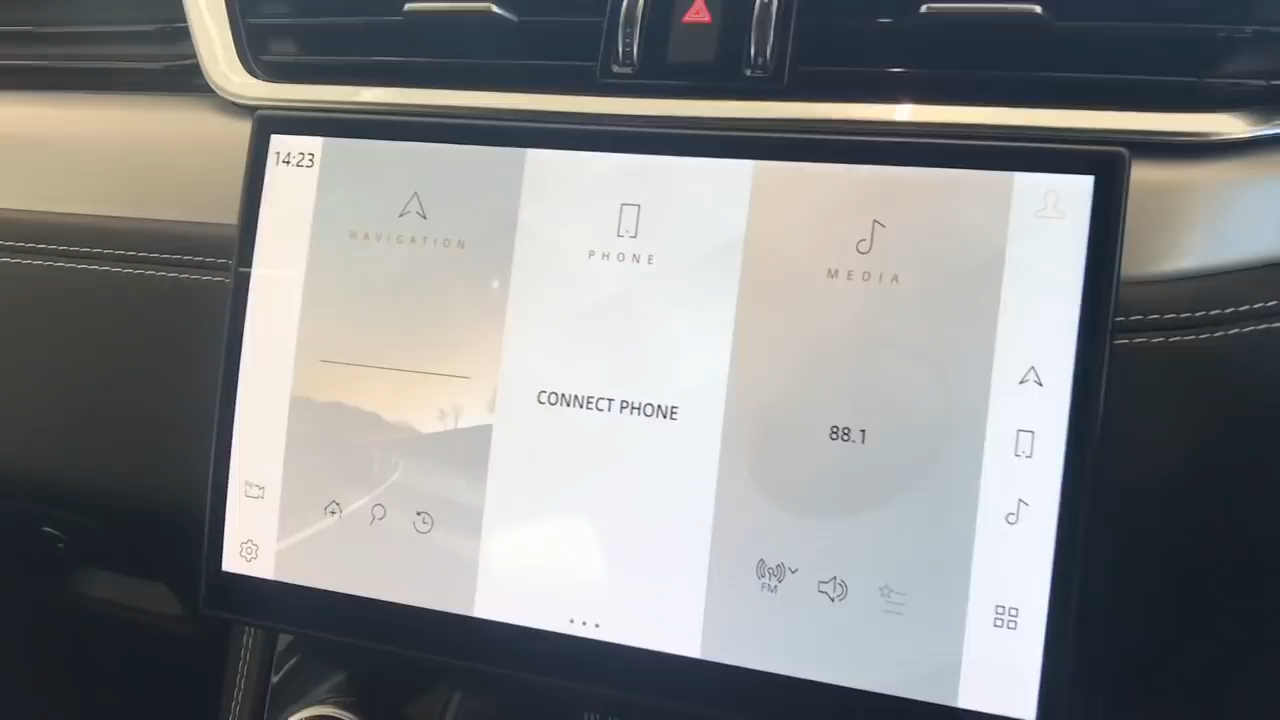 14:23
NAVIGATION
PHONE
MEDIA
CONNECT PHONE
88.1
FM